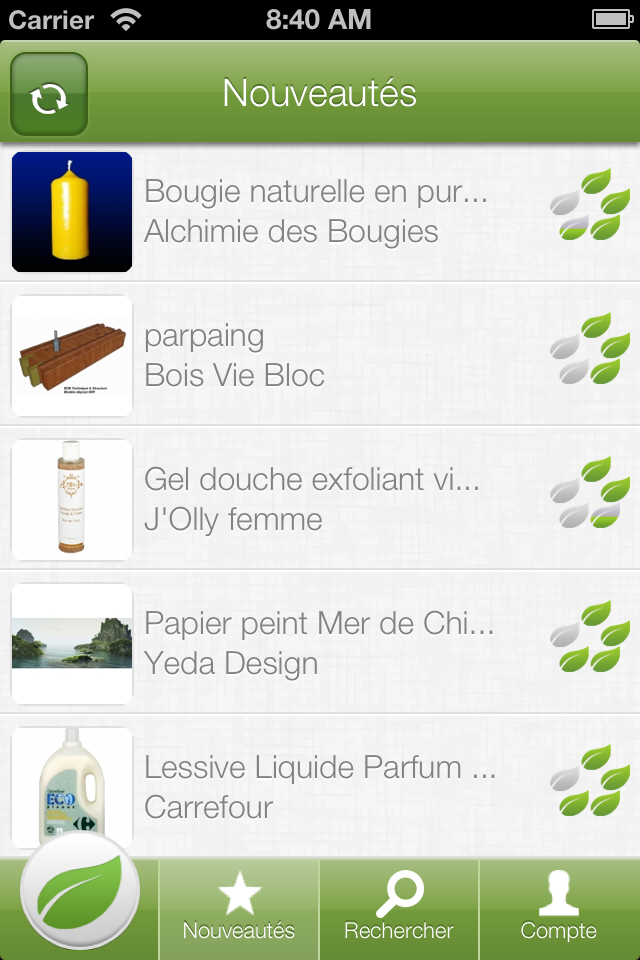 Carrier 8:40 AM
Nouveautés
Bougie naturelle en pur...
Alchimie des Bougies
parpaing
Bois Vie Bloc
Gel douche exfoliant vi...
J'Olly femme
Papier peint Mer de Chi...
Yeda Design
Lessive Liquide Parfum ...
Carrefour
ECO
Nouveautés
Rechercher
Compte